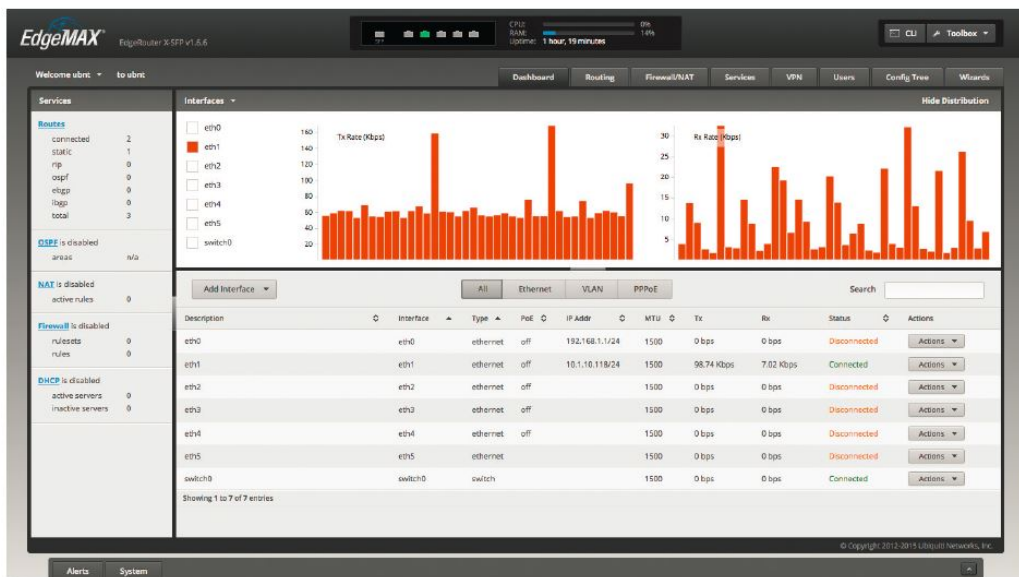 EdgeMAX EdgeRouter X-SFP v1.6.6
SFP
CPU: 0%
RAM: 14%
Uptime: 1 hour, 19 minutes
CLI Toolbox
Welcome ubnt to ubnt
Dashboard Routing Firewall/NAT Services VPN Users Config Tree Wizards
Services
Routes
connected 2
static 1
rip 0
ospf 0
ebgp 0
ibgp 0
total 3
OSPF is disabled
areas n/a
NAT is disabled
active rules 0
Firewall is disabled
rulesets 0
rules 0
DHCP is disabled
active servers 0
inactive servers 0
Interfaces Hide Distribution
eth0
eth1
eth2
eth3
eth4
eth5
switch0
Tx Rate (Kbps)
160
140
120
100
80
60
40
20
Rx Rate (Kbps)
30
25
20
15
10
5
Add Interface All Ethernet VLAN PPPoE Search
Description Interface Type PoE IP Addr MTU Tx Rx Status Actions
eth0 eth0 ethernet off 192.168.1.1/24 1500 0 bps 0 bps Disconnected Actions
eth1 eth1 ethernet off 10.1.10.118/24 1500 98.74 Kbps 7.02 Kbps Connected Actions
eth2 eth2 ethernet off 1500 0 bps 0 bps Disconnected Actions
eth3 eth3 ethernet off 1500 0 bps 0 bps Disconnected Actions
eth4 eth4 ethernet off 1500 0 bps 0 bps Disconnected Actions
eth5 eth5 ethernet 1500 0 bps 0 bps Disconnected Actions
switch0 switch0 switch 1500 0 bps 0 bps Connected Actions
Showing 1 to 7 of 7 entries
© Copyright 2012-2015 Ubiquiti Networks, Inc.
Alerts System